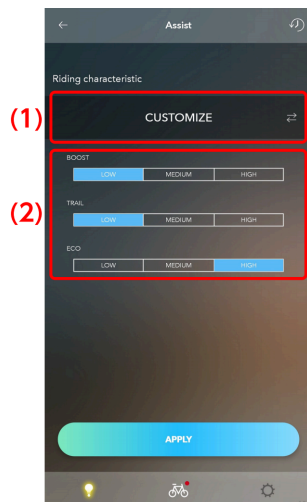 Assist
Riding characteristic
(1)
CUSTOMIZE
(2)
BOOST
LOW MEDIUM HIGH
TRAIL
LOW MEDIUM HIGH
ECO
LOW MEDIUM HIGH
APPLY